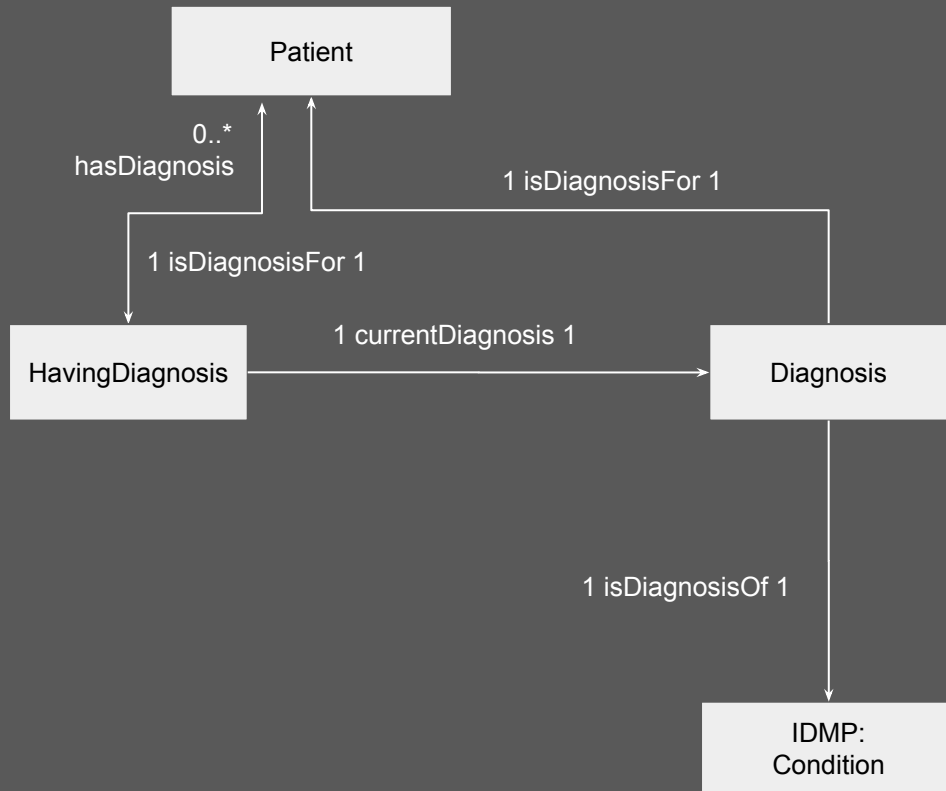 Patient
0..*
hasDiagnosis
1 isDiagnosisFor 1
1 isDiagnosisFor 1
1 currentDiagnosis 1
HavingDiagnosis
Diagnosis
1 isDiagnosisOf 1
IDMP:
Condition